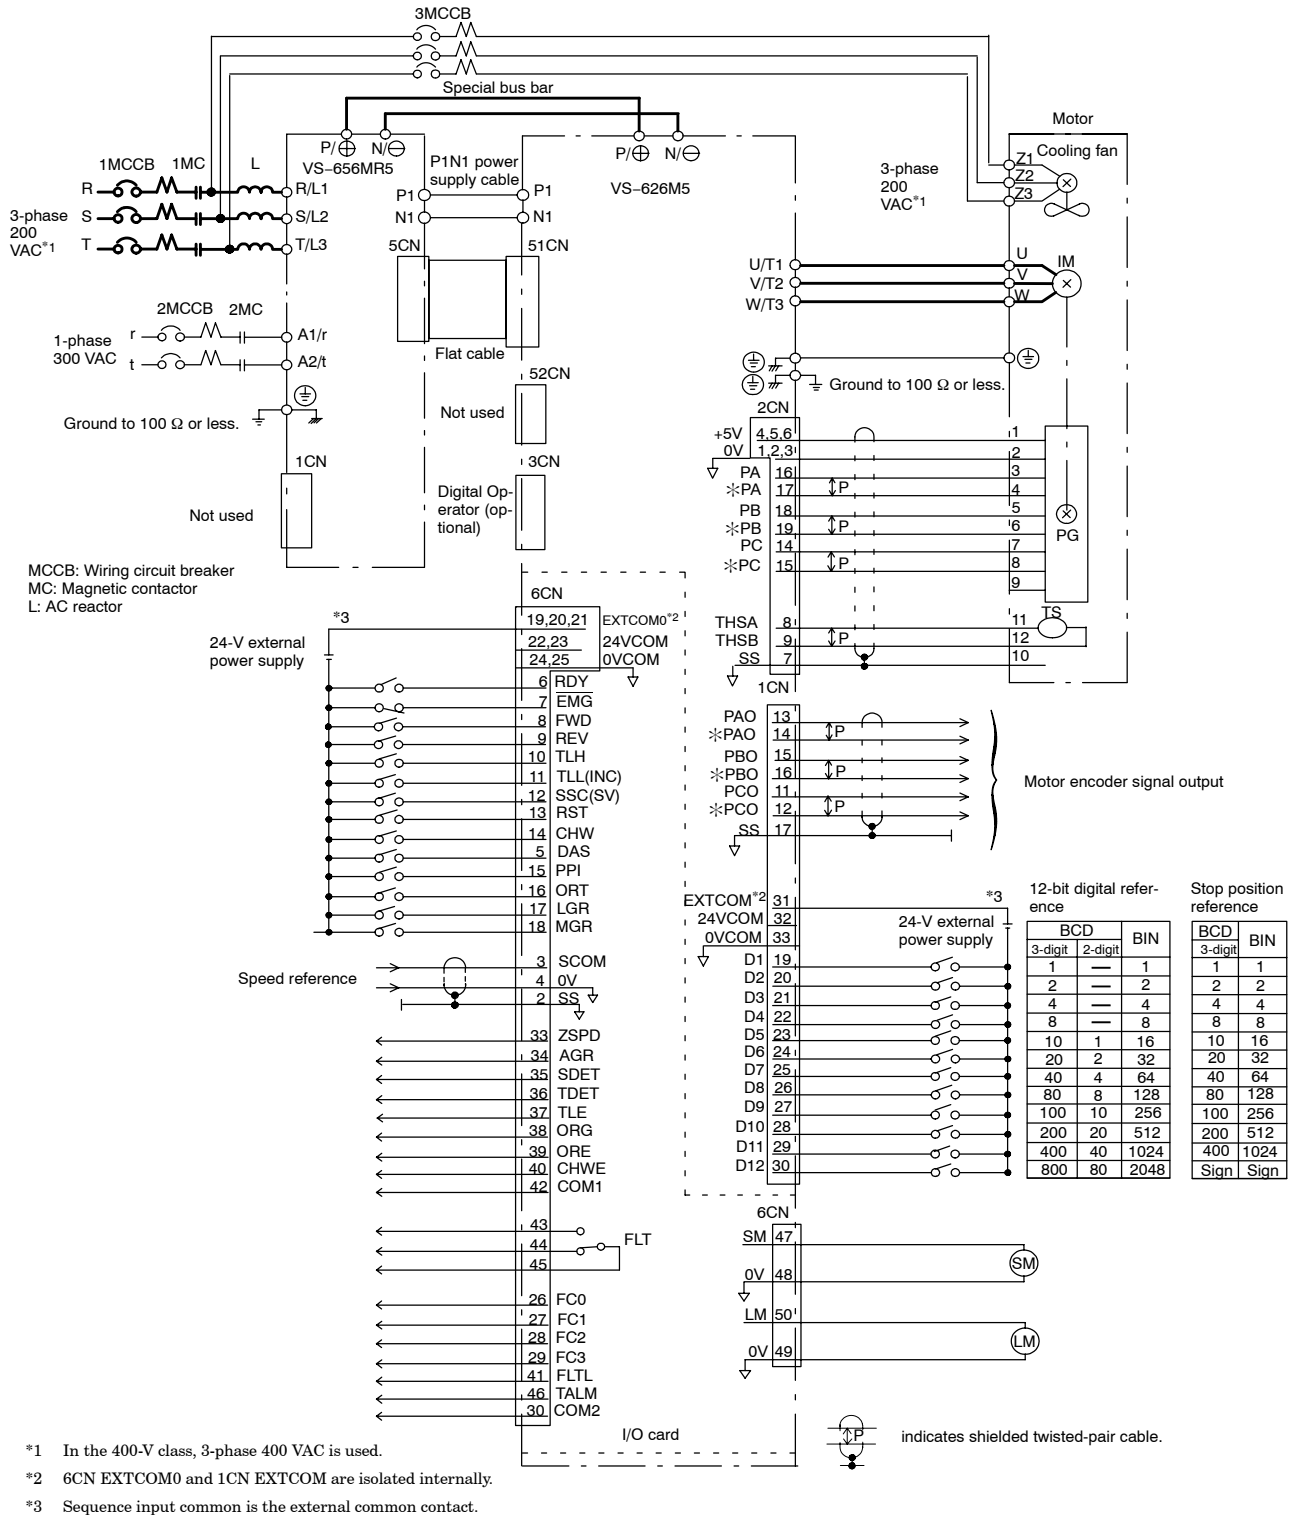 3MCCB
Special bus bar
P/⊕ N/⊖
VS−656MR5
P/⊕ N/⊖
VS−626M5
P1N1 power
supply cable
1MCCB 1MC L
R R/L1
S S/L2
T T/L3
3-phase
200
VAC*1
P1 P1
N1 N1
5CN 51CN
Flat cable
2MCCB 2MC
1-phase
300 VAC
r A1/r
t A2/t
Ground to 100 Ω or less.
1CN
Not used
52CN
Not used
3CN
Digital Op-
erator (op-
tional)
MCCB: Wiring circuit breaker
MC: Magnetic contactor
L: AC reactor
Motor
Cooling fan
3-phase
200
VAC*1
Z1
Z2
Z3
U/T1 U
V/T2 V
W/T3 W
IM
Ground to 100 Ω or less.
2CN
+5V 4,5,6 1
0V 1,2,3 2
PA 16 3
*PA 17 P 4
PB 18 5
*PB 19 P 6
PC 14 7
*PC 15 P 8
9
PG
TS
THSA 8 11
THSB 9 P 12
SS 7 10
1CN
PAO 13
*PAO 14 P
PBO 15
*PBO 16 P
PCO 11
*PCO 12 P
SS 17
Motor encoder signal output
6CN
*3
24-V external
power supply
19,20,21 EXTCOM0*2
22,23 24VCOM
24,25 0VCOM
6 RDY
7 EMG
8 FWD
9 REV
10 TLH
11 TLL(INC)
12 SSC(SV)
13 RST
14 CHW
5 DAS
15 PPI
16 ORT
17 LGR
18 MGR
Speed reference
3 SCOM
4 0V
2 SS
33 ZSPD
34 AGR
35 SDET
36 TDET
37 TLE
38 ORG
39 ORE
40 CHWE
42 COM1
43
44 FLT
45
26 FC0
27 FC1
28 FC2
29 FC3
41 FLTL
46 TALM
30 COM2
EXTCOM*2 31
24VCOM 32
0VCOM 33
*3
24-V external
power supply
D1 19
D2 20
D3 21
D4 22
D5 23
D6 24
D7 25
D8 26
D9 27
D10 28
D11 29
D12 30
12-bit digital refer-
ence
BCD BIN
3-digit 2-digit
1 — 1
2 — 2
4 — 4
8 — 8
10 1 16
20 2 32
40 4 64
80 8 128
100 10 256
200 20 512
400 40 1024
800 80 2048
Stop position
reference
BCD BIN
3-digit
1 1
2 2
4 4
8 8
10 16
20 32
40 64
80 128
100 256
200 512
400 1024
Sign Sign
6CN
SM 47
SM
0V 48
LM 50
LM
0V 49
I/O card
P
indicates shielded twisted-pair cable.
*1 In the 400-V class, 3-phase 400 VAC is used.
*2 6CN EXTCOM0 and 1CN EXTCOM are isolated internally.
*3 Sequence input common is the external common contact.